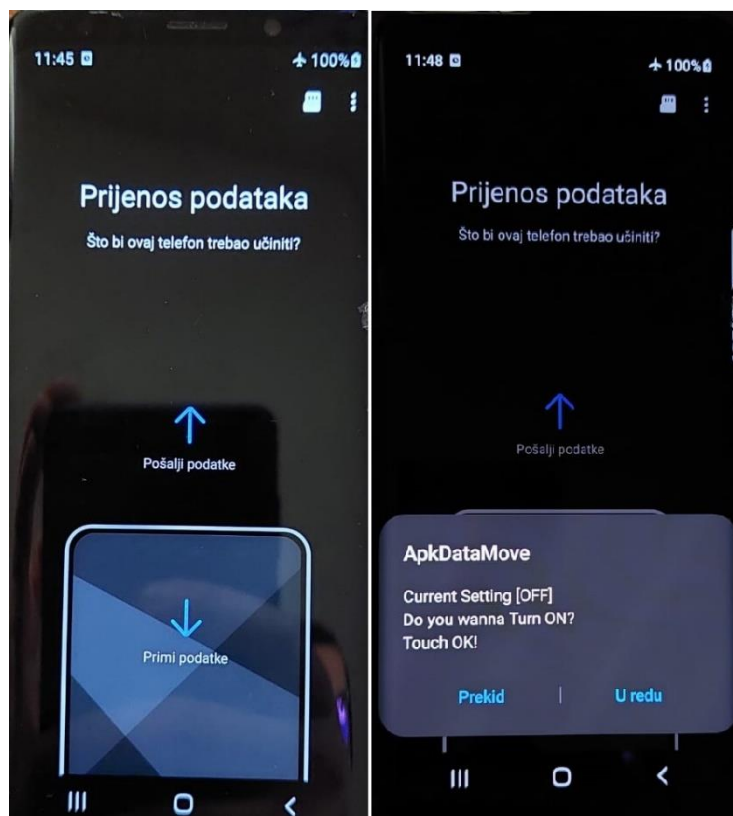 11:45
100%
Prijenos podataka
Što bi ovaj telefon trebao učiniti?
Pošalji podatke
Primi podatke
11:48
100%
Prijenos podataka
Što bi ovaj telefon trebao učiniti?
Pošalji podatke
ApkDataMove
Current Setting [OFF]
Do you wanna Turn ON?
Touch OK!
Prekid
U redu